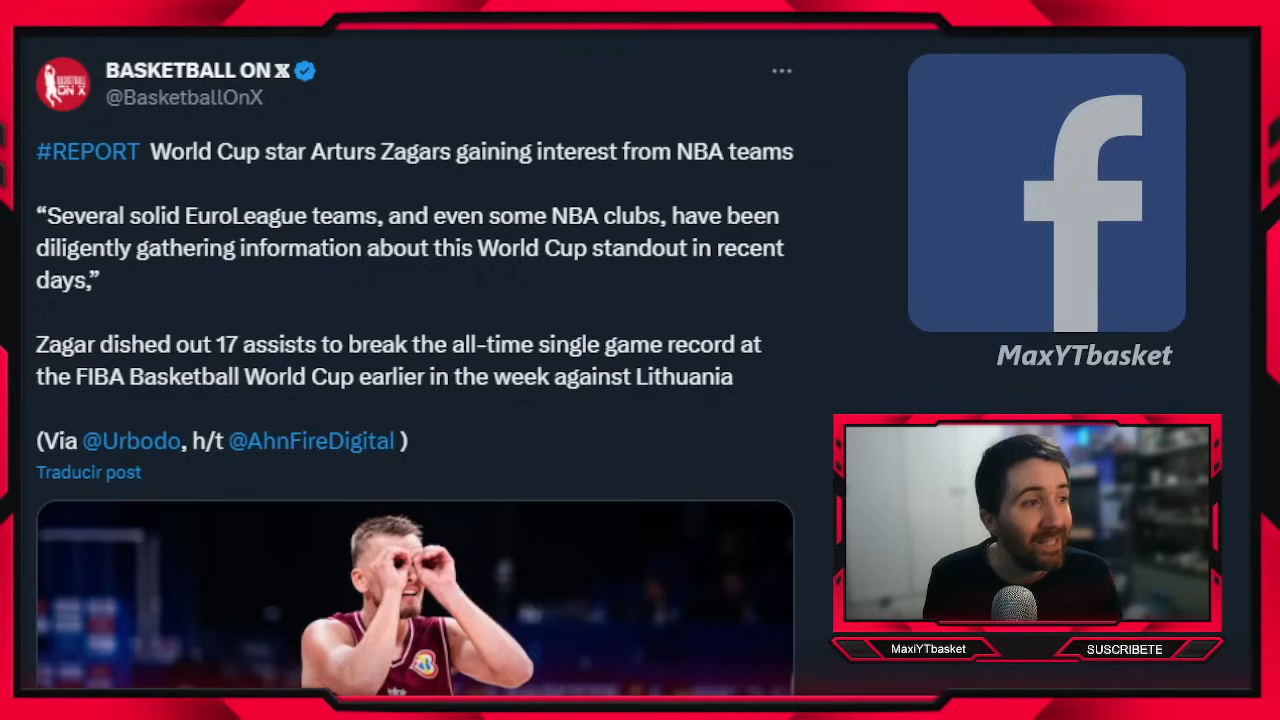 BASKETBALL ON X
@BasketballOnX
#REPORT World Cup star Arturs Zagars gaining interest from NBA teams
“Several solid EuroLeague teams, and even some NBA clubs, have been
diligently gathering information about this World Cup standout in recent
days,”
Zagar dished out 17 assists to break the all-time single game record at
the FIBA Basketball World Cup earlier in the week against Lithuania
(Via @Urbodo, h/t @AhnFireDigital )
Traducir post
MaxYTbasket
MaxiYTbasket
SUSCRIBETE